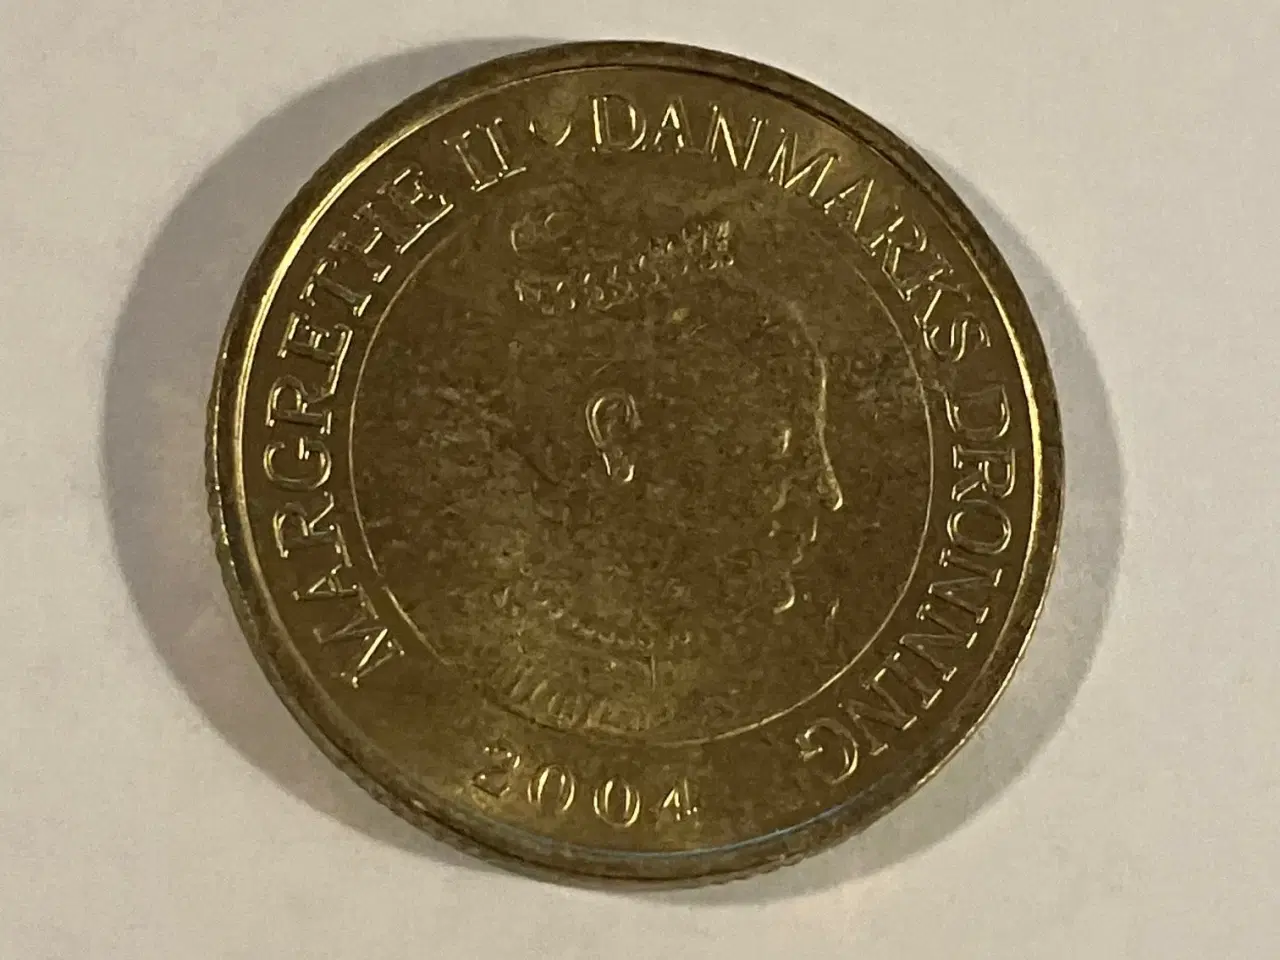 MARGRETHE II DANMARKS DRONNING
2004